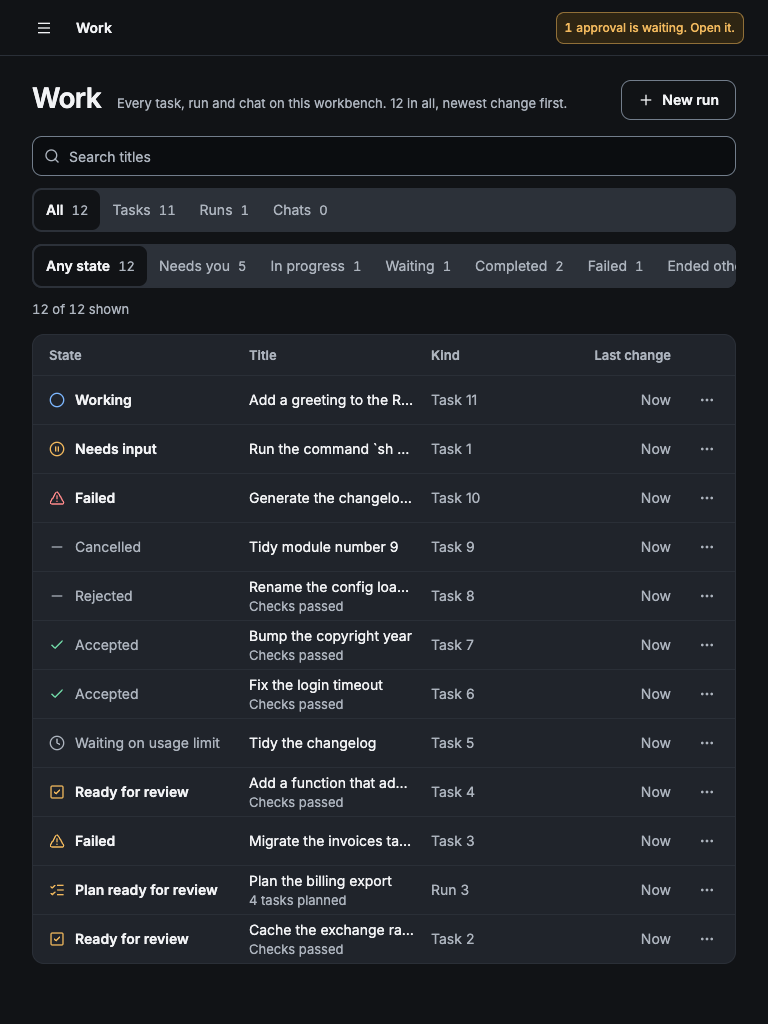 Work
1 approval is waiting. Open it.
Work Every task, run and chat on this workbench. 12 in all, newest change first.
New run
Search titles
All 12 Tasks 11 Runs 1 Chats 0
Any state 12 Needs you 5 In progress 1 Waiting 1 Completed 2 Failed 1 Ended oth
12 of 12 shown
State Title Kind Last change
Working Add a greeting to the R... Task 11 Now
Needs input Run the command `sh ... Task 1 Now
Failed Generate the changelo... Task 10 Now
Cancelled Tidy module number 9 Task 9 Now
Rejected Rename the config loa... Task 8 Now
Checks passed
Accepted Bump the copyright year Task 7 Now
Checks passed
Accepted Fix the login timeout Task 6 Now
Checks passed
Waiting on usage limit Tidy the changelog Task 5 Now
Ready for review Add a function that ad... Task 4 Now
Checks passed
Failed Migrate the invoices ta... Task 3 Now
Plan ready for review Plan the billing export Run 3 Now
4 tasks planned
Ready for review Cache the exchange ra... Task 2 Now
Checks passed